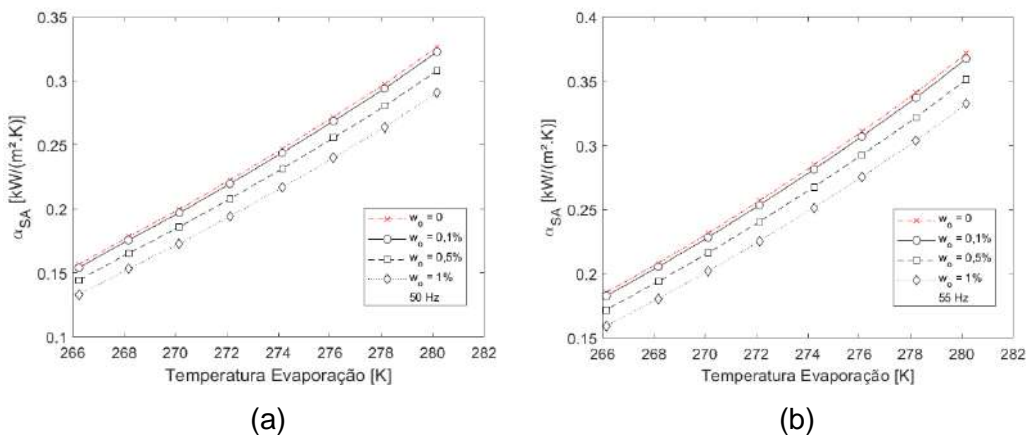 0.35
0.3
0.25
0.2
0.15
0.1
α_SA [kW/(m².K)]
266 268 270 272 274 276 278 280 282
Temperatura Evaporação [K]
w_o = 0
w_o = 0,1%
w_o = 0,5%
w_o = 1%
50 Hz
(a)
0.4
0.35
0.3
0.25
0.2
0.15
α_SA [kW/(m².K)]
266 268 270 272 274 276 278 280 282
Temperatura Evaporação [K]
w_o = 0
w_o = 0,1%
w_o = 0,5%
w_o = 1%
55 Hz
(b)